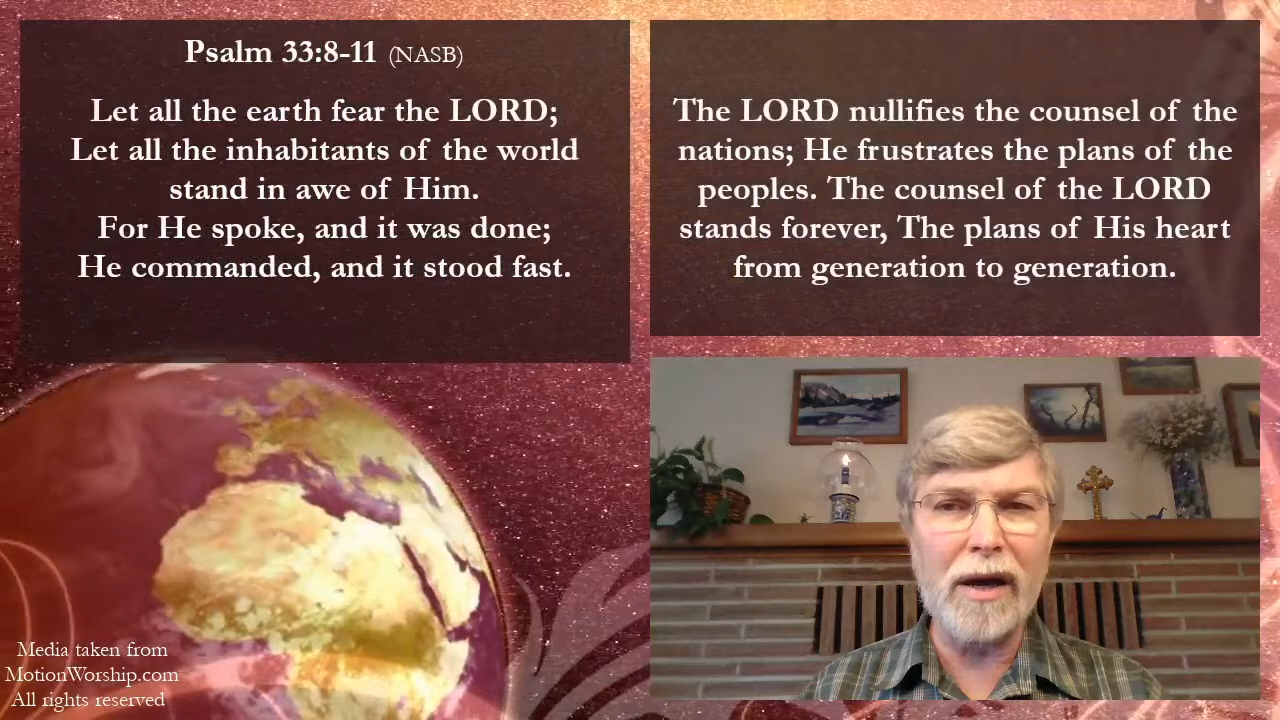 Psalm 33:8-11 (NASB)
Let all the earth fear the LORD;
Let all the inhabitants of the world
stand in awe of Him.
For He spoke, and it was done;
He commanded, and it stood fast.
The LORD nullifies the counsel of the
nations; He frustrates the plans of the
peoples. The counsel of the LORD
stands forever, The plans of His heart
from generation to generation.
Media taken from
MotionWorship.com
All rights reserved